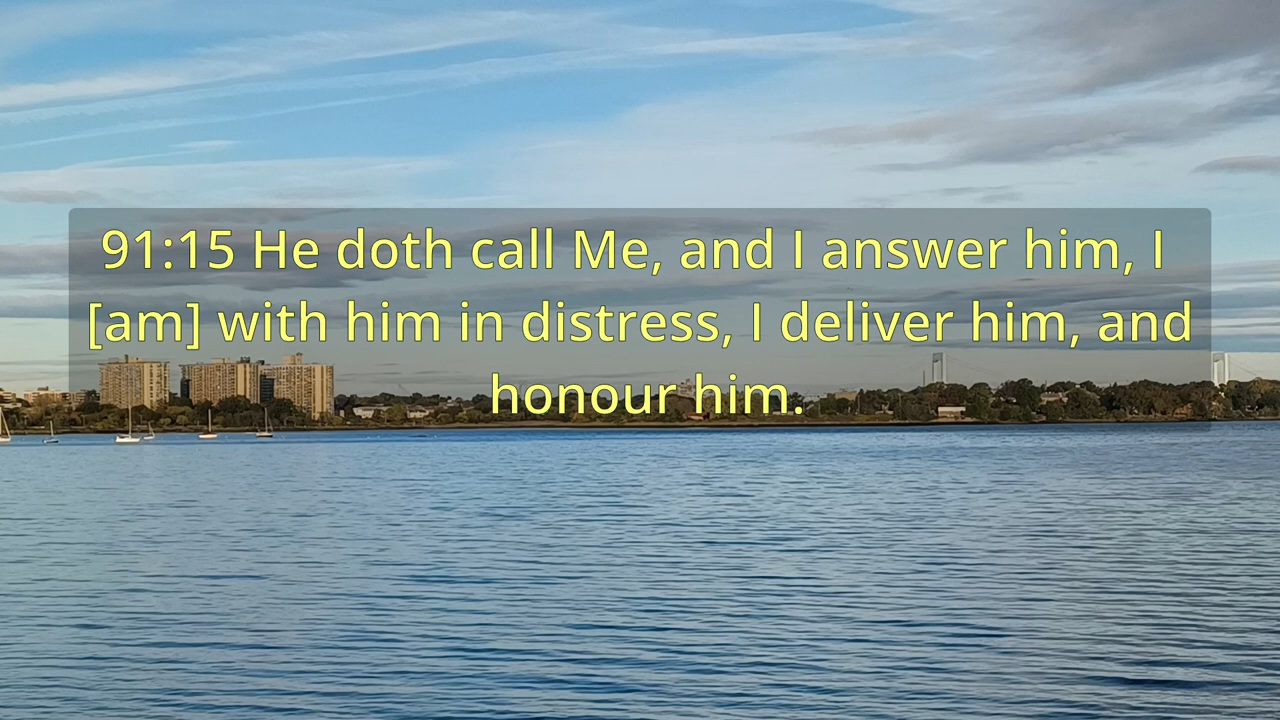 91:15 He doth call Me, and I answer him, I
[am] with him in distress, I deliver him, and
honour him.